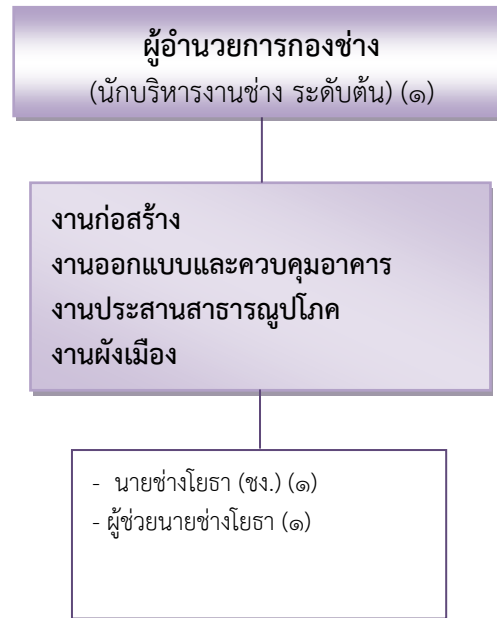 ผู้อำนวยการกองช่าง
(นักบริหารงานช่าง ระดับต้น) (๑)
งานก่อสร้าง
งานออกแบบและควบคุมอาคาร
งานประสานสาธารณูปโภค
งานผังเมือง
- นายช่างโยธา (ชง.) (๑)
- ผู้ช่วยนายช่างโยธา (๑)